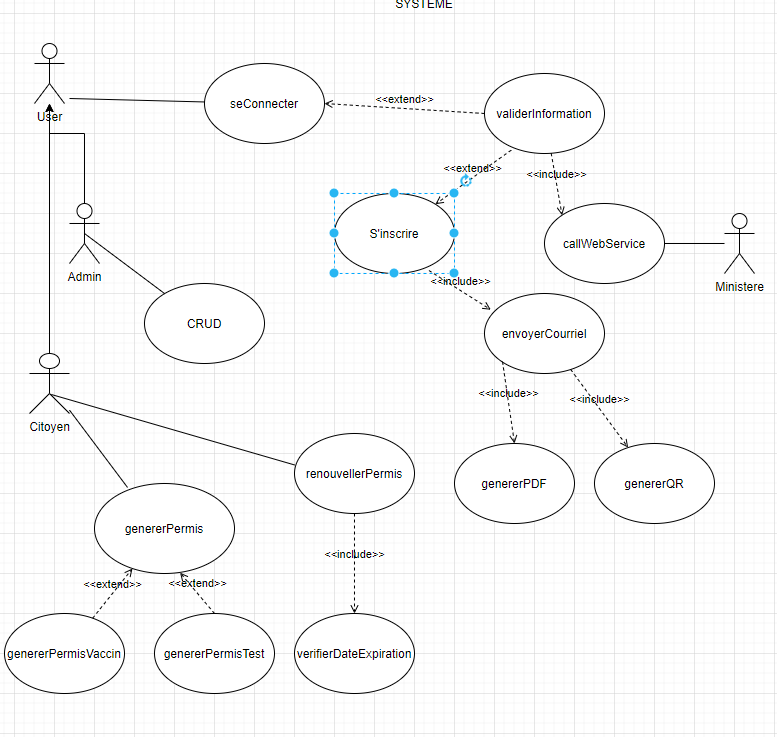 SYSTEME
User
seConnecter
<<extend>>
validerInformation
<<extend>>
<<include>>
S'inscrire
callWebService
Ministere
Admin
<<include>>
CRUD
envoyerCourriel
<<include>>
<<include>>
Citoyen
renouvellerPermis
genererPDF
genererQR
genererPermis
<<include>>
<<extend>>
<<extend>>
genererPermisVaccin
genererPermisTest
verifierDateExpiration